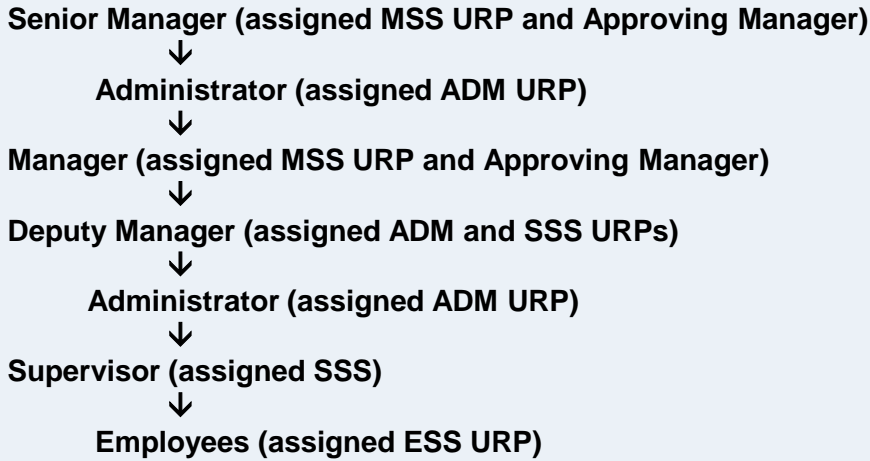 Senior Manager (assigned MSS URP and Approving Manager)
↓
Administrator (assigned ADM URP)
↓
Manager (assigned MSS URP and Approving Manager)
↓
Deputy Manager (assigned ADM and SSS URPs)
↓
Administrator (assigned ADM URP)
↓
Supervisor (assigned SSS)
↓
Employees (assigned ESS URP)